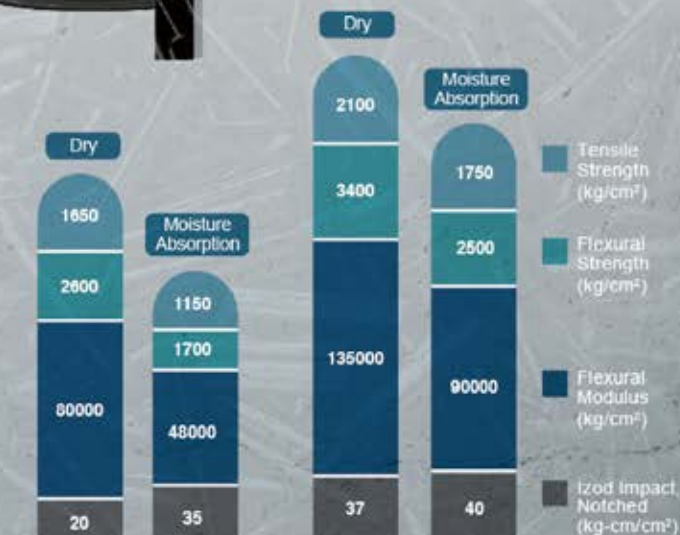 Dry
1650
2600
80000
20
Moisture
Absorption
1150
1700
48000
35
Dry
2100
3400
135000
37
Moisture
Absorption
1750
2500
90000
40
Tensile
Strength
(kg/cm²)
Flexural
Strength
(kg/cm²)
Flexural
Modulus
(kg/cm²)
Izod Impact,
Notched
(kg-cm/cm²)